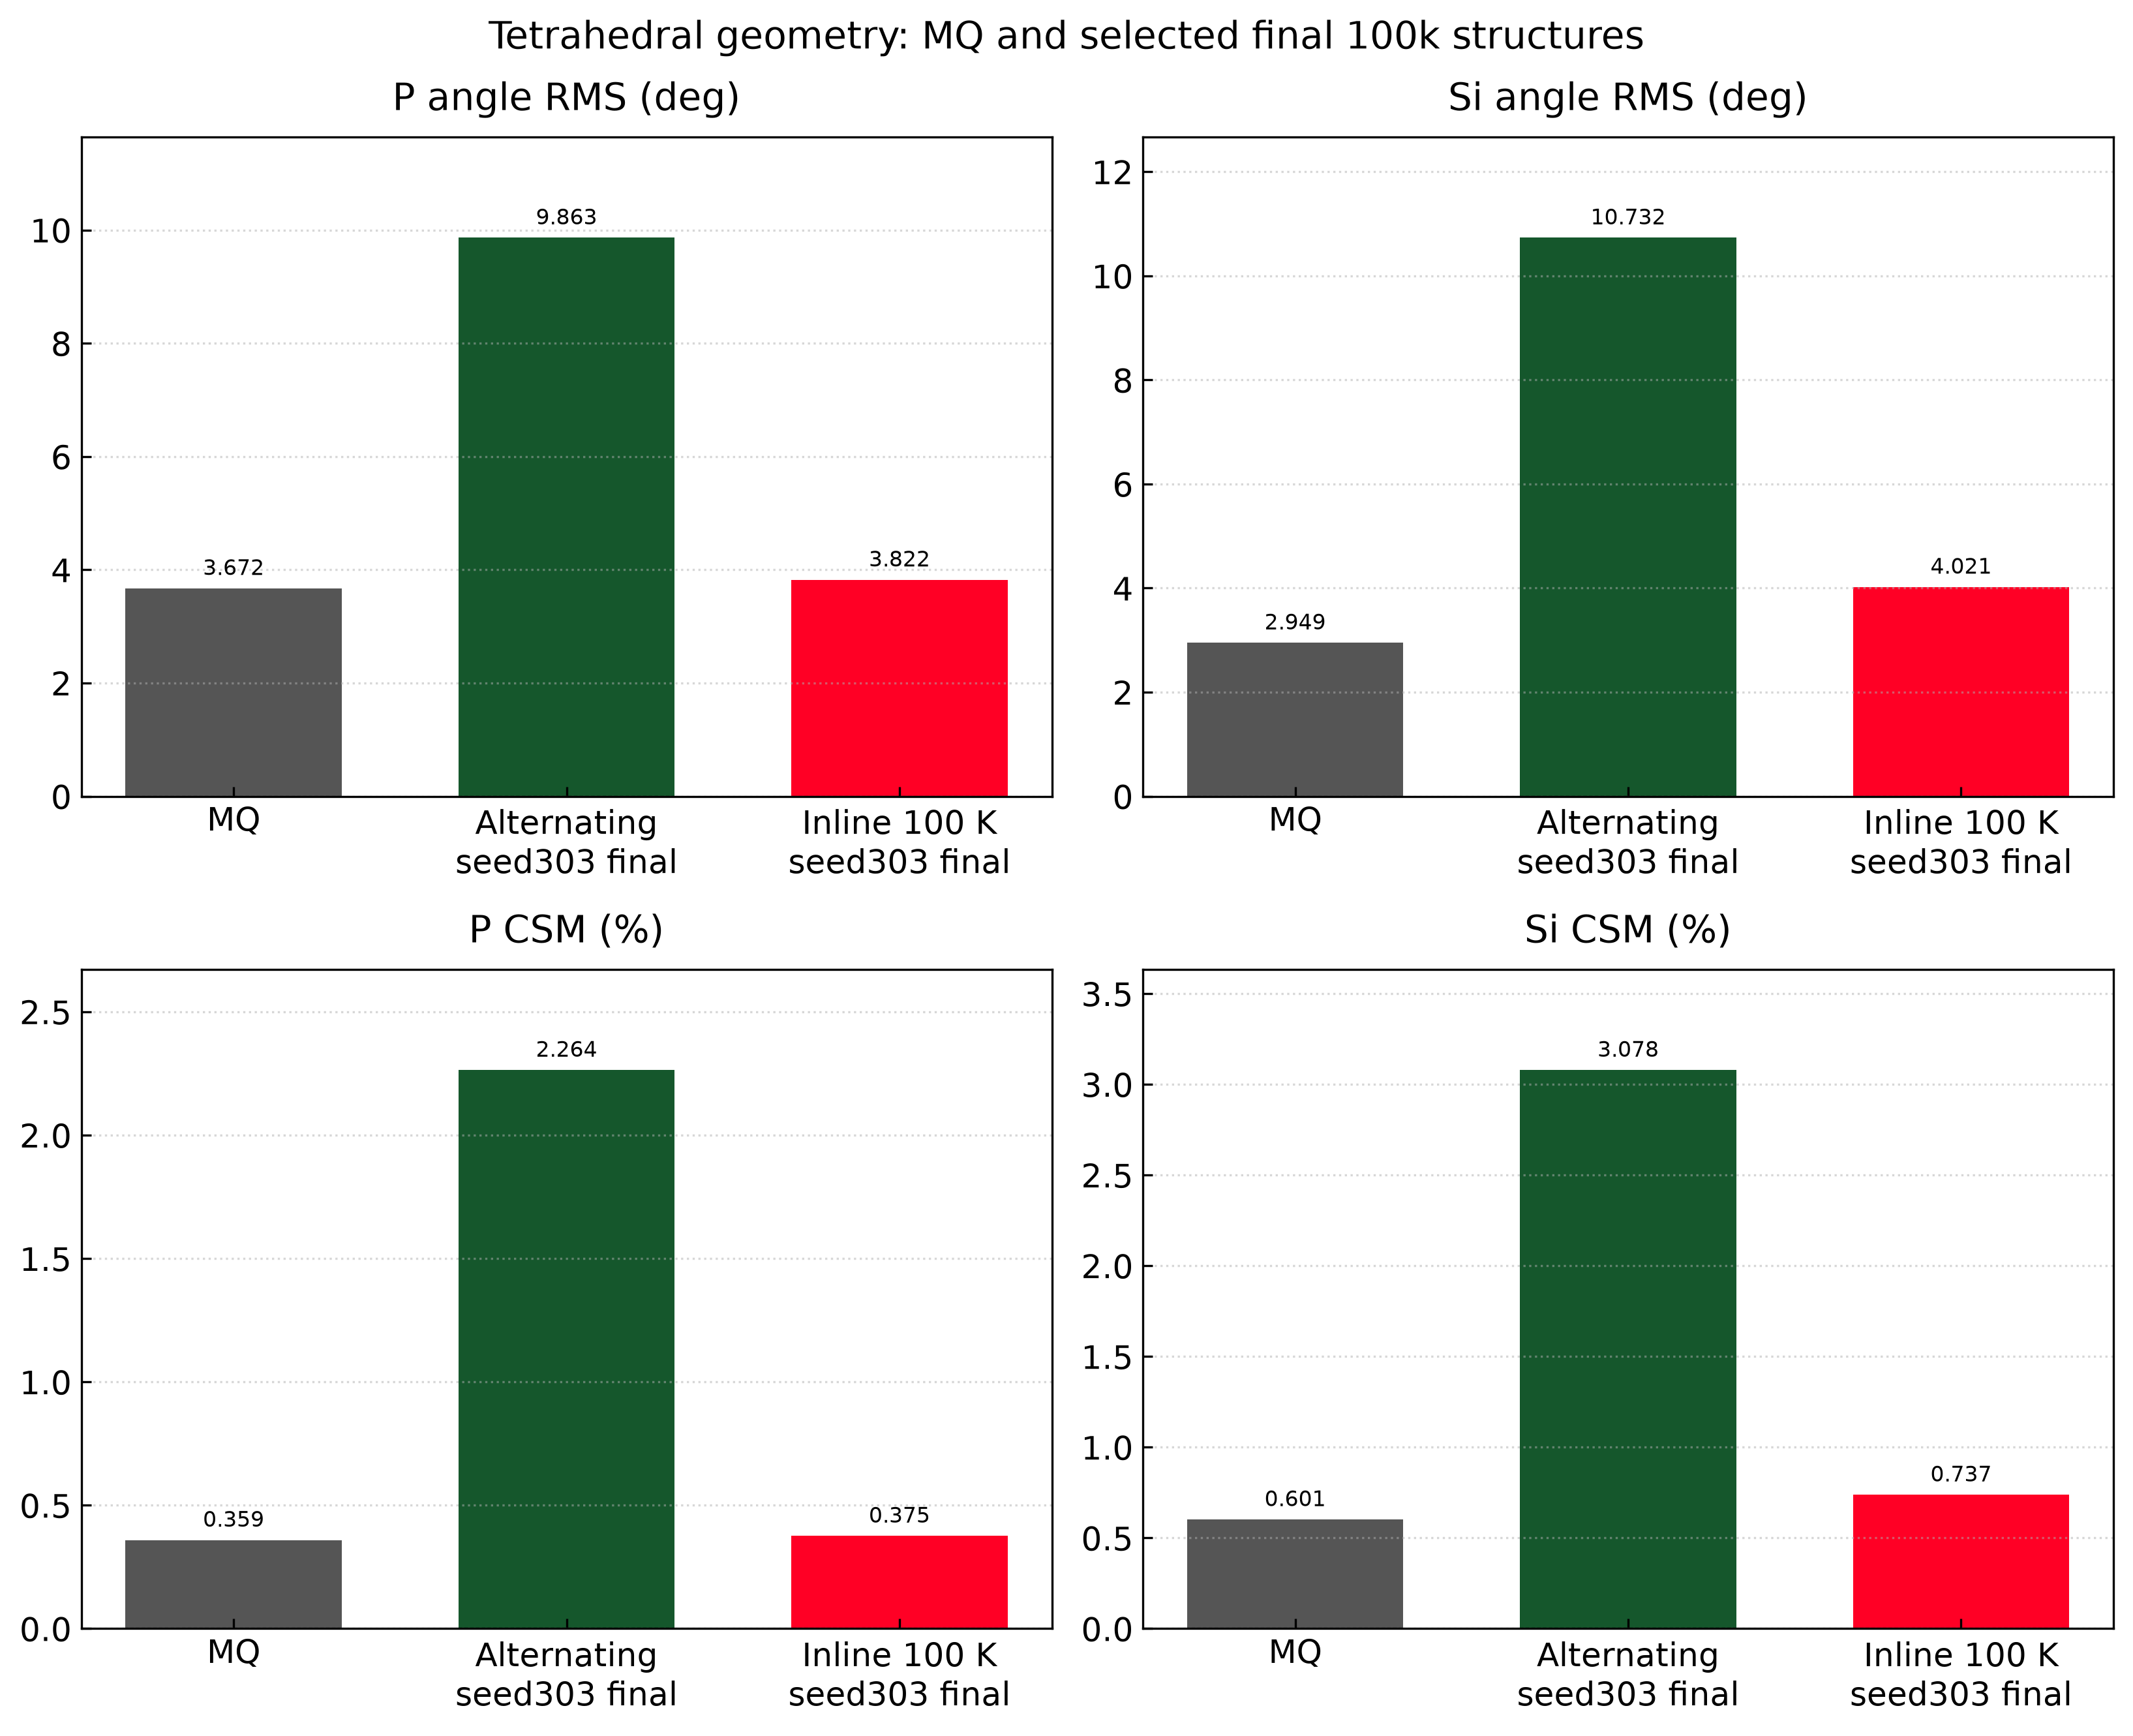 Tetrahedral geometry: MQ and selected final 100k structures
P angle RMS (deg)
10
8
6
4
2
0
9.863
3.672
3.822
MQ
Alternating
seed303 final
Inline 100 K
seed303 final
Si angle RMS (deg)
12
10
8
6
4
2
0
10.732
2.949
4.021
MQ
Alternating
seed303 final
Inline 100 K
seed303 final
P CSM (%)
2.5
2.0
1.5
1.0
0.5
0.0
2.264
0.359
0.375
MQ
Alternating
seed303 final
Inline 100 K
seed303 final
Si CSM (%)
3.5
3.0
2.5
2.0
1.5
1.0
0.5
0.0
3.078
0.601
0.737
MQ
Alternating
seed303 final
Inline 100 K
seed303 final